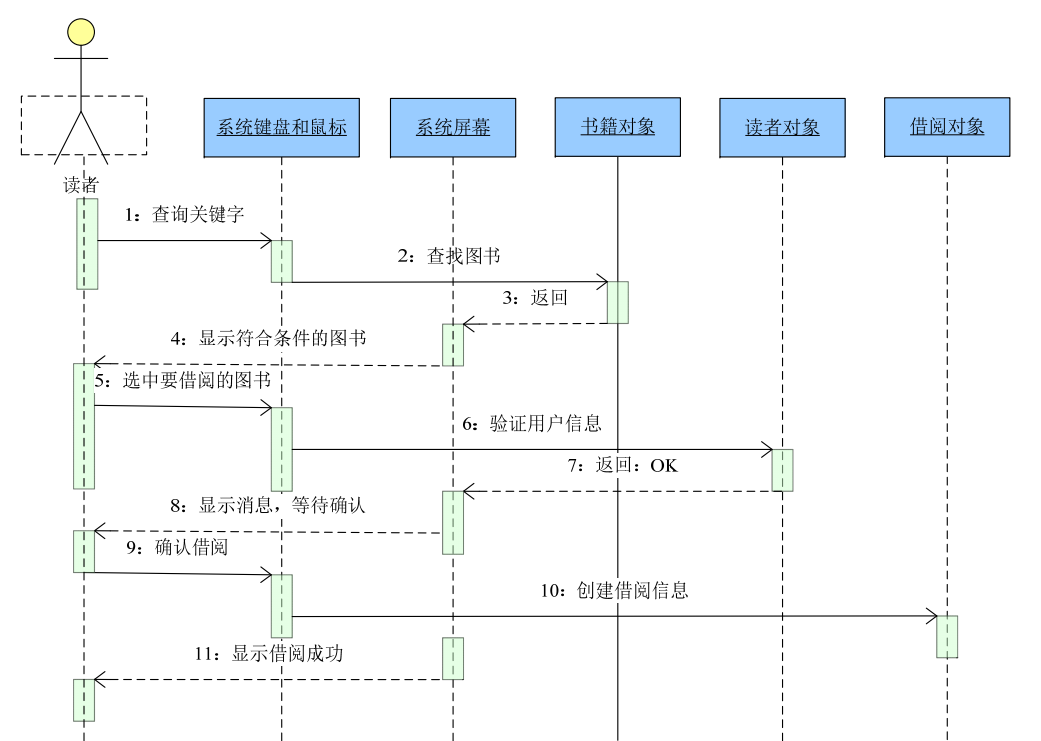 系统键盘和鼠标
系统屏幕
书籍对象
读者对象
借阅对象
读者
1：查询关键字
2：查找图书
3：返回
4：显示符合条件的图书
5：选中要借阅的图书
6：验证用户信息
7：返回：OK
8：显示消息，等待确认
9：确认借阅
10：创建借阅信息
11：显示借阅成功